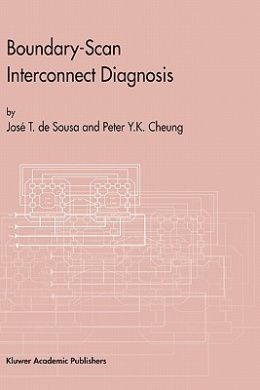 Boundary-Scan
Interconnect Diagnosis
by
José T. de Sousa and Peter Y.K. Cheung
Kluwer Academic Publishers